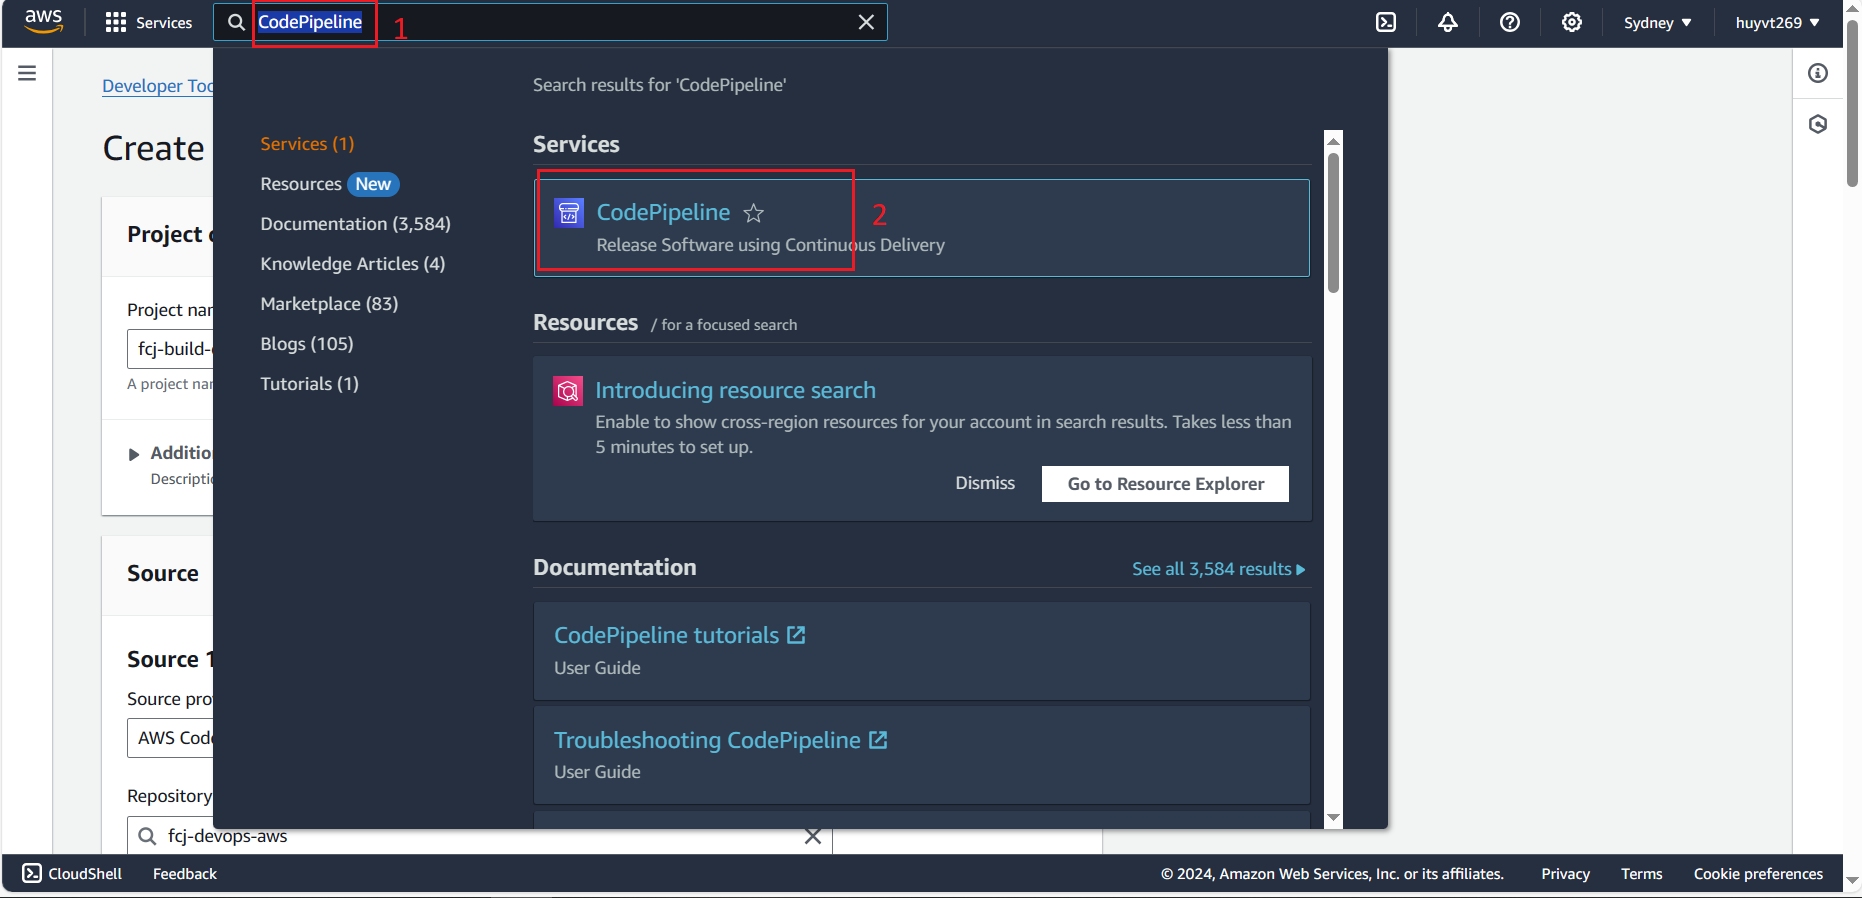 aws
Services
CodePipeline
1
Sydney
huyvt269
Developer Too
Create
Project
Project nar
fcj-build-
A project nar
Additio
Descriptio
Source
Source 1
Source pro
AWS Code
Repository
fcj-devops-aws
Search results for 'CodePipeline'
Services (1)
Resources New
Documentation (3,584)
Knowledge Articles (4)
Marketplace (83)
Blogs (105)
Tutorials (1)
Services
CodePipeline
2
Release Software using Continuous Delivery
Resources / for a focused search
Introducing resource search
Enable to show cross-region resources for your account in search results. Takes less than
5 minutes to set up.
Dismiss
Go to Resource Explorer
Documentation
See all 3,584 results
CodePipeline tutorials
User Guide
Troubleshooting CodePipeline
User Guide
CloudShell
Feedback
© 2024, Amazon Web Services, Inc. or its affiliates.
Privacy
Terms
Cookie preferences